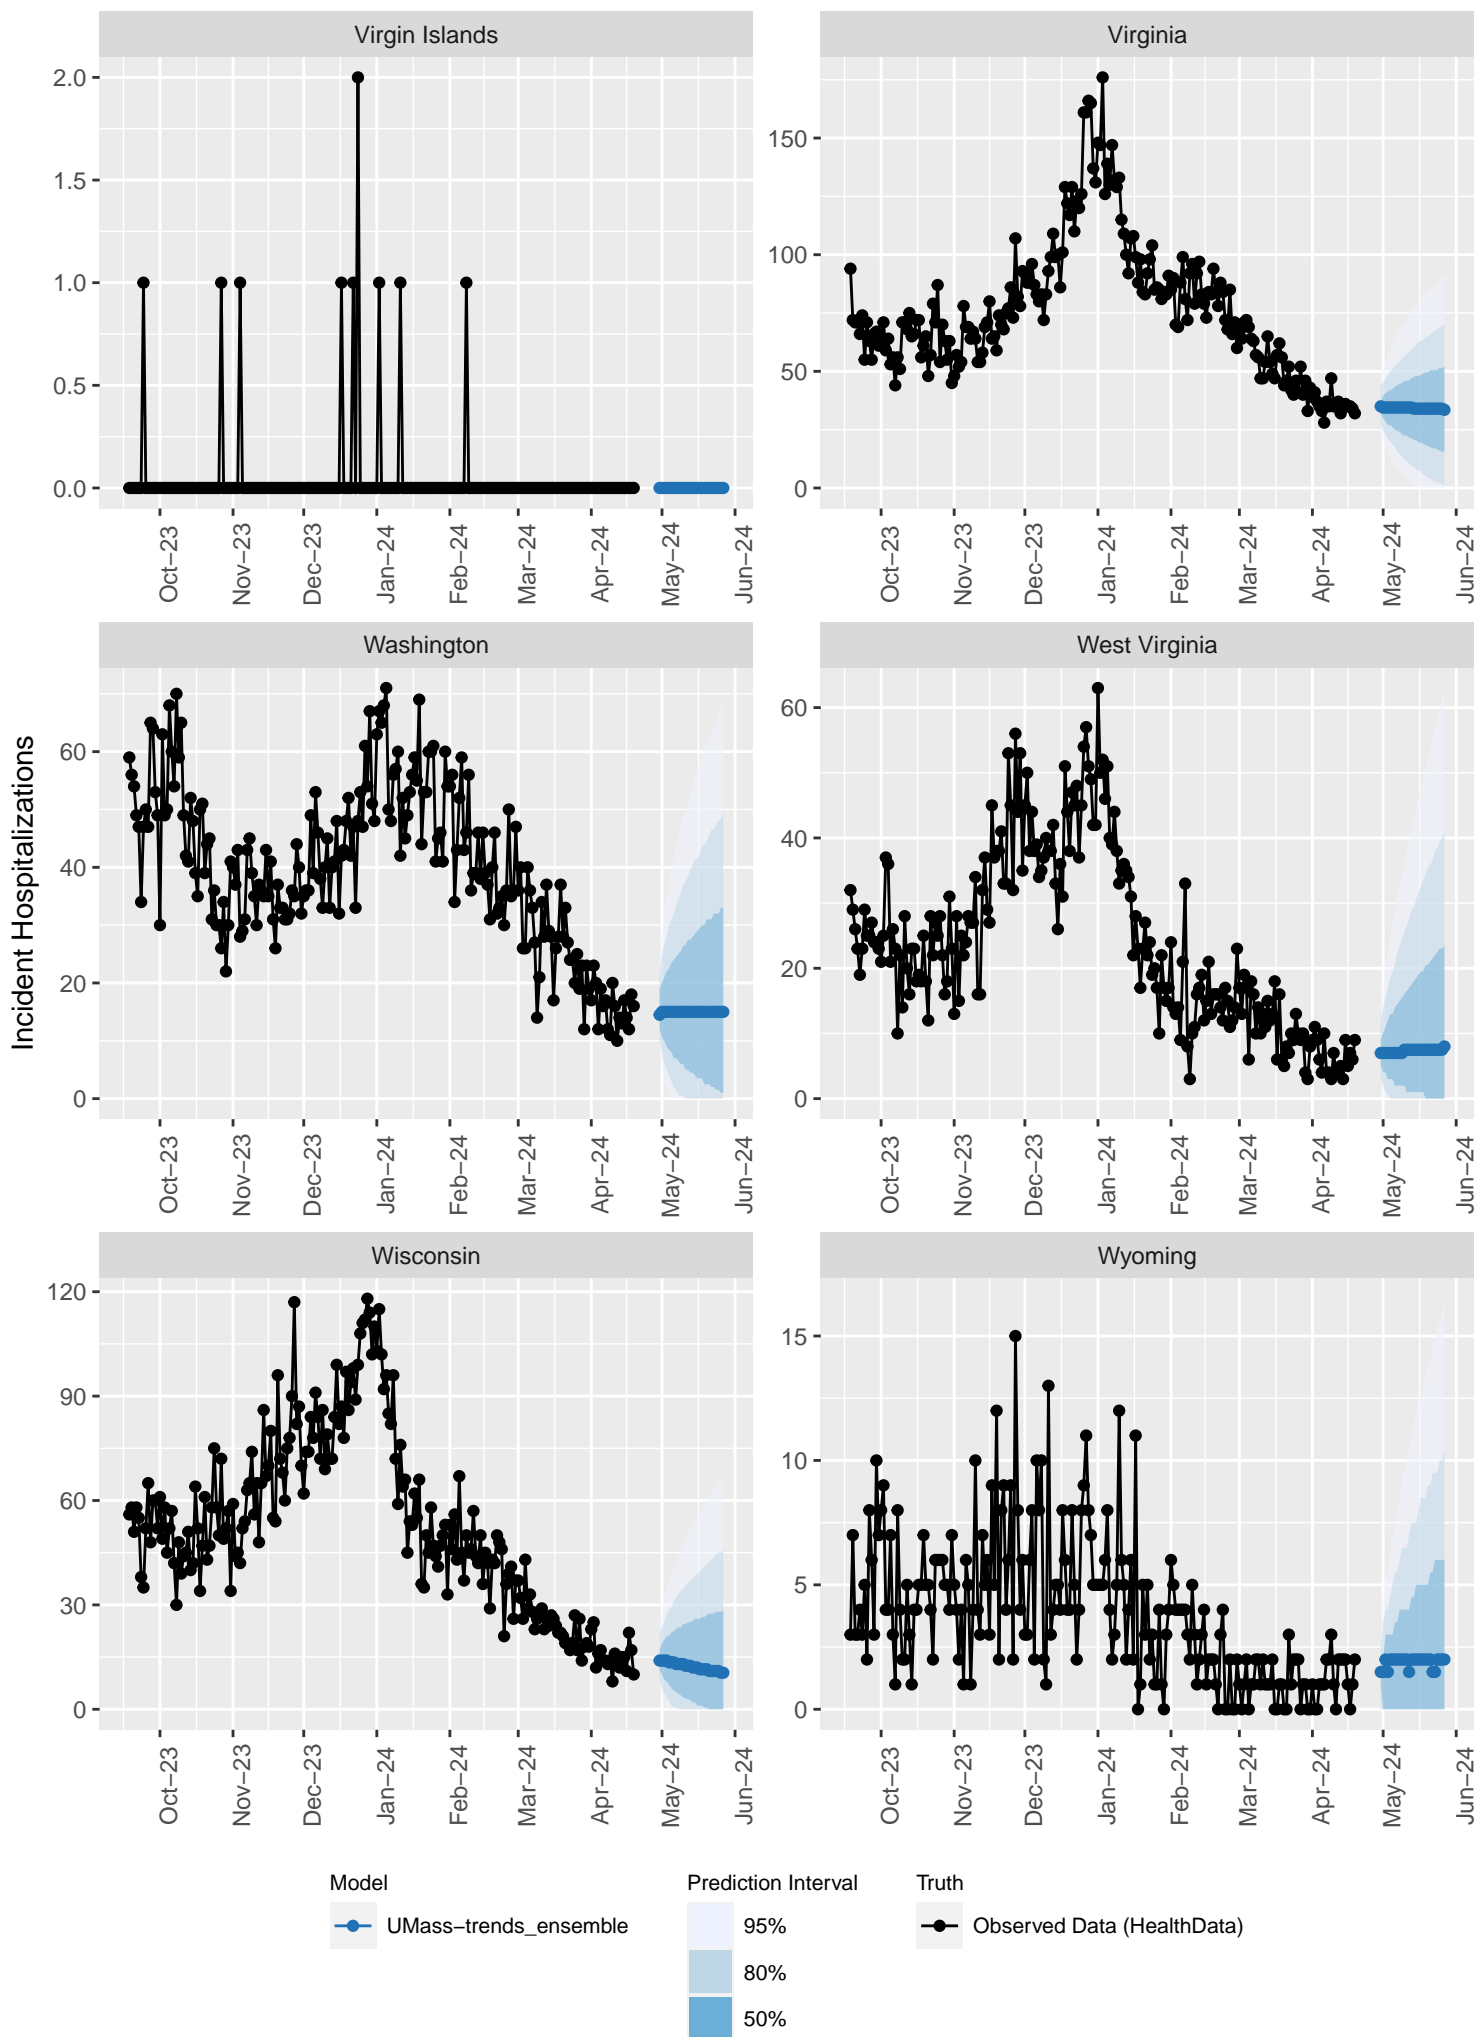 Virgin Islands
Virginia
2.0
1.5
1.0
0.5
0.0
150
100
50
0
Oct−23
Nov−23
Dec−23
Jan−24
Feb−24
Mar−24
Apr−24
May−24
Jun−24
Oct−23
Nov−23
Dec−23
Jan−24
Feb−24
Mar−24
Apr−24
May−24
Jun−24
Incident Hospitalizations
Washington
West Virginia
60
40
20
0
60
40
20
0
Oct−23
Nov−23
Dec−23
Jan−24
Feb−24
Mar−24
Apr−24
May−24
Jun−24
Oct−23
Nov−23
Dec−23
Jan−24
Feb−24
Mar−24
Apr−24
May−24
Jun−24
Wisconsin
Wyoming
120
90
60
30
0
15
10
5
0
Oct−23
Nov−23
Dec−23
Jan−24
Feb−24
Mar−24
Apr−24
May−24
Jun−24
Oct−23
Nov−23
Dec−23
Jan−24
Feb−24
Mar−24
Apr−24
May−24
Jun−24
Model
UMass−trends_ensemble
Prediction Interval
95%
80%
50%
Truth
Observed Data (HealthData)